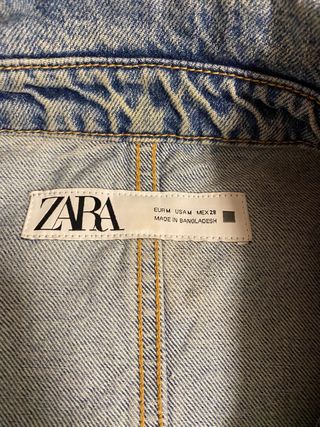 ZARA
EUR M USA M MEX 28
MADE IN BANGLADESH